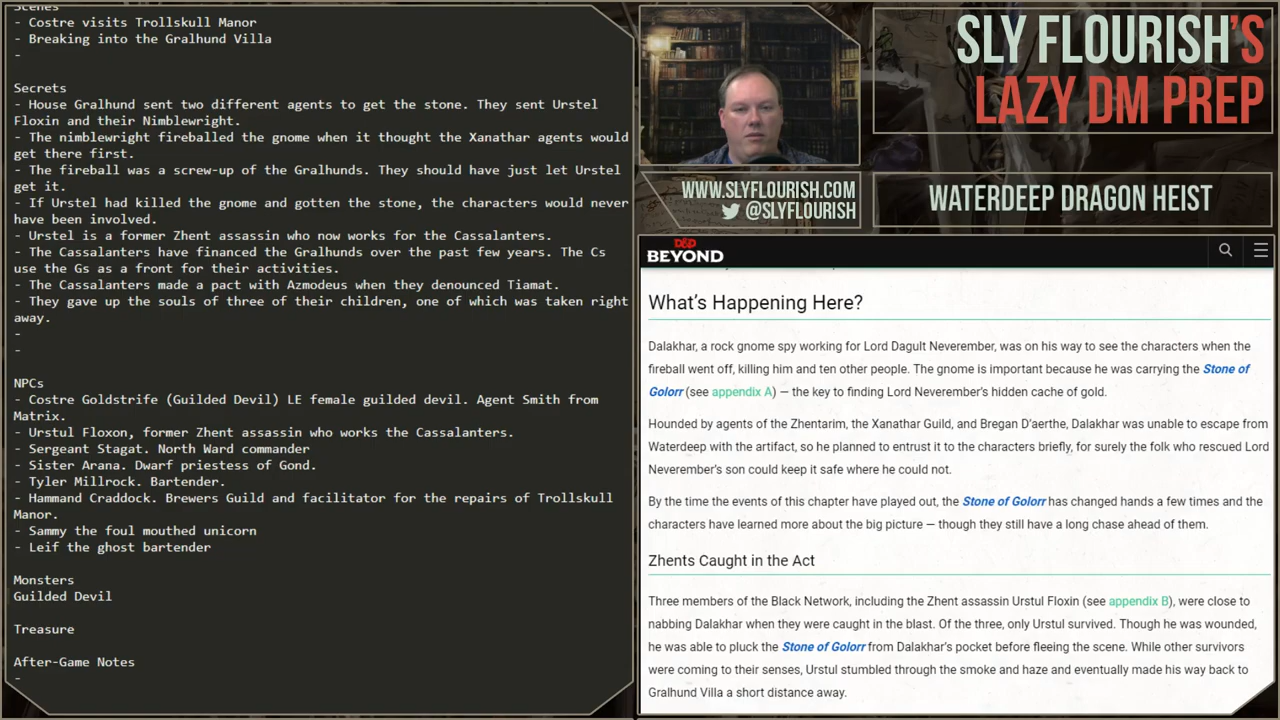 Scenes
- Costre visits Trollskull Manor
- Breaking into the Gralhund Villa
-
Secrets
- House Gralhund sent two different agents to get the stone. They sent Urstel
Floxin and their Nimblewright.
- The nimblewright fireballed the gnome when it thought the Xanathar agents would
get there first.
- The fireball was a screw-up of the Gralhunds. They should have just let Urstel
get it.
- If Urstel had killed the gnome and gotten the stone, the characters would never
have been involved.
- Urstel is a former Zhent assassin who now works for the Cassalanters.
- The Cassalanters have financed the Gralhunds over the past few years. The Cs
use the Gs as a front for their activities.
- The Cassalanters made a pact with Azmodeus when they denounced Tiamat.
- They gave up the souls of three of their children, one of which was taken right
away.
-
-
NPCs
- Costre Goldstrife (Guilded Devil) LE female guilded devil. Agent Smith from
Matrix.
- Urstul Floxon, former Zhent assassin who works the Cassalanters.
- Sergeant Stagat. North Ward commander
- Sister Arana. Dwarf priestess of Gond.
- Tyler Millrock. Bartender.
- Hammand Craddock. Brewers Guild and facilitator for the repairs of Trollskull
Manor.
- Sammy the foul mouthed unicorn
- Leif the ghost bartender
Monsters
Guilded Devil
Treasure
After-Game Notes
-
SLY FLOURISH'S
LAZY DM PREP
WWW.SLYFLOURISH.COM
@SLYFLOURISH
WATERDEEP DRAGON HEIST
D&D
BEYOND
What's Happening Here?
Dalakhar, a rock gnome spy working for Lord Dagult Neverember, was on his way to see the characters when the
fireball went off, killing him and ten other people. The gnome is important because he was carrying the Stone of
Golorr (see appendix A) — the key to finding Lord Neverember's hidden cache of gold.
Hounded by agents of the Zhentarim, the Xanathar Guild, and Bregan D'aerthe, Dalakhar was unable to escape from
Waterdeep with the artifact, so he planned to entrust it to the characters briefly, for surely the folk who rescued Lord
Neverember's son could keep it safe where he could not.
By the time the events of this chapter have played out, the Stone of Golorr has changed hands a few times and the
characters have learned more about the big picture — though they still have a long chase ahead of them.
Zhents Caught in the Act
Three members of the Black Network, including the Zhent assassin Urstul Floxin (see appendix B), were close to
nabbing Dalakhar when they were caught in the blast. Of the three, only Urstul survived. Though he was wounded,
he was able to pluck the Stone of Golorr from Dalakhar's pocket before fleeing the scene. While other survivors
were coming to their senses, Urstul stumbled through the smoke and haze and eventually made his way back to
Gralhund Villa a short distance away.